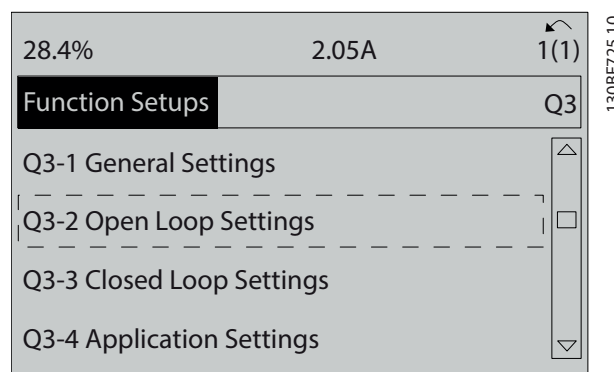 28.4% 2.05A 1(1)
Function Setups Q3
Q3-1 General Settings
Q3-2 Open Loop Settings
Q3-3 Closed Loop Settings
Q3-4 Application Settings
130BF725.10